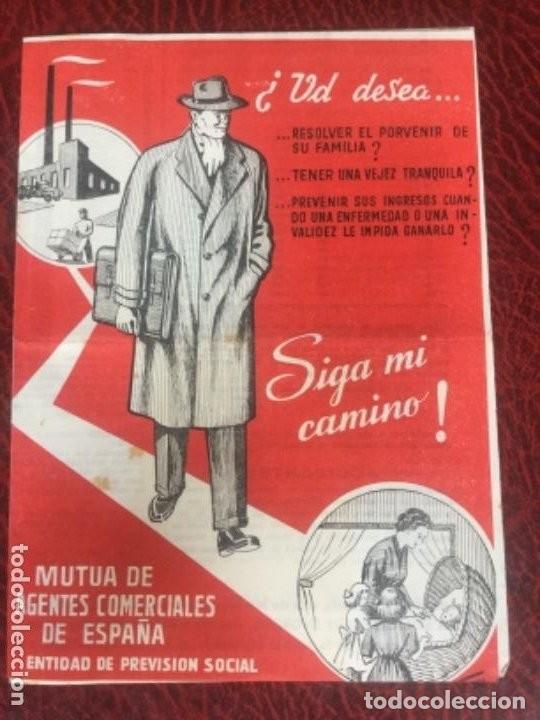 ¿Vd desea...
...RESOLVER EL PORVENIR DE
SU FAMILIA?
...TENER UNA VEJEZ TRANQUILA?
...PREVENIR SUS INGRESOS CUAN-
DO UNA ENFERMEDAD O UNA IN-
VALIDEZ LE IMPIDA GANARLO?
Siga mi
camino!
MUTUA DE
AGENTES COMERCIALES
DE ESPAÑA
ENTIDAD DE PREVISION SOCIAL
todocoleccion.net
todocoleccion
todocoleccion